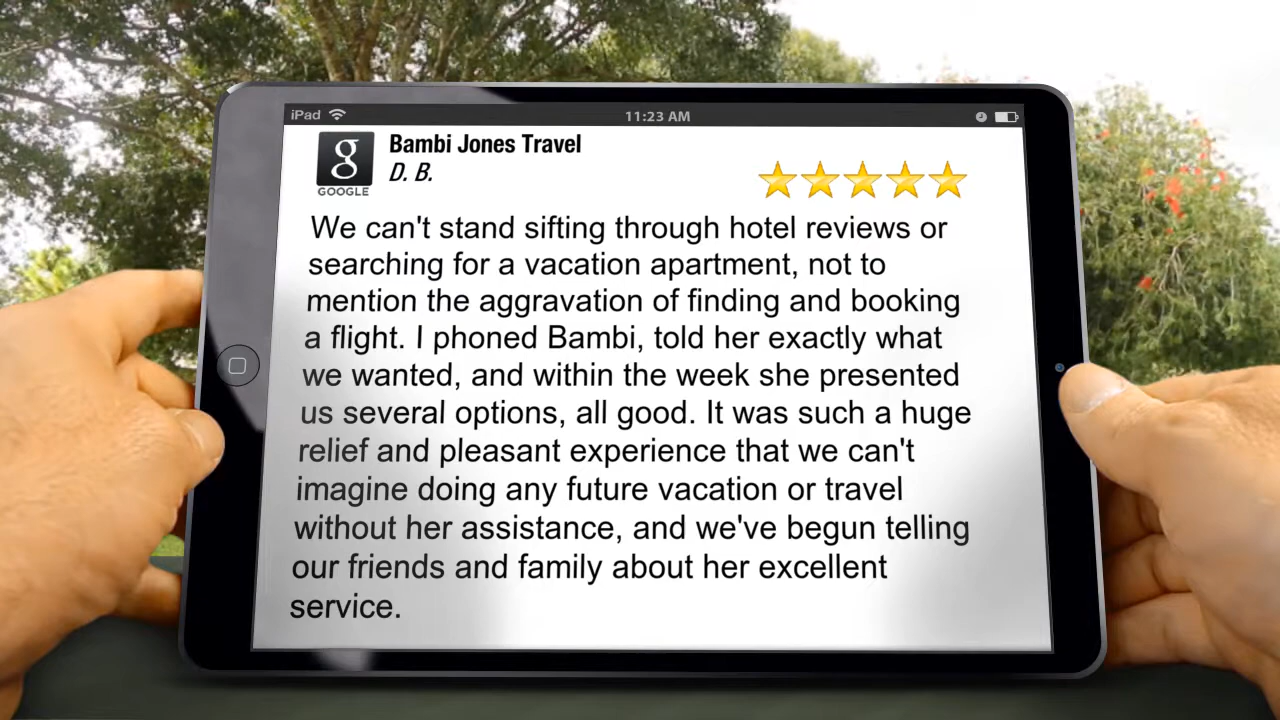 iPad 11:23 AM
g
GOOGLE
Bambi Jones Travel
D. B.
We can't stand sifting through hotel reviews or
searching for a vacation apartment, not to
mention the aggravation of finding and booking
a flight. I phoned Bambi, told her exactly what
we wanted, and within the week she presented
us several options, all good. It was such a huge
relief and pleasant experience that we can't
imagine doing any future vacation or travel
without her assistance, and we've begun telling
our friends and family about her excellent
service.